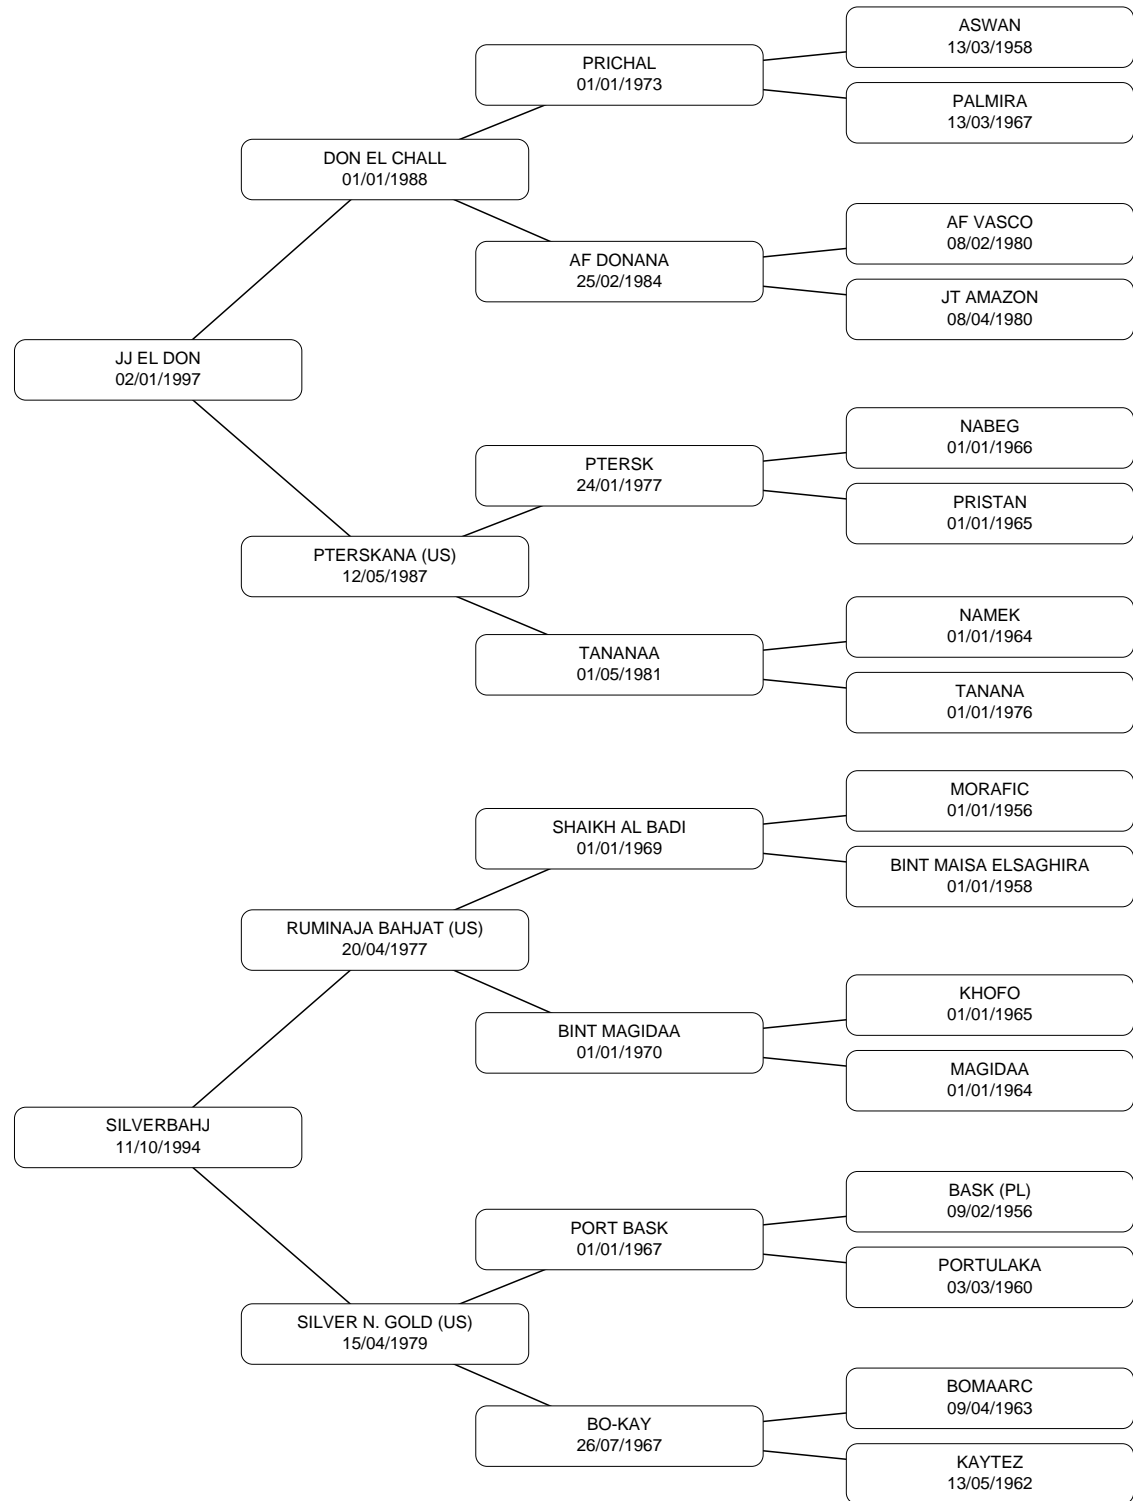 ASWAN
13/03/1958
PRICHAL
01/01/1973
PALMIRA
13/03/1967
DON EL CHALL
01/01/1988
AF VASCO
08/02/1980
AF DONANA
25/02/1984
JT AMAZON
08/04/1980
JJ EL DON
02/01/1997
NABEG
01/01/1966
PTERSK
24/01/1977
PRISTAN
01/01/1965
PTERSKANA (US)
12/05/1987
NAMEK
01/01/1964
TANANAA
01/05/1981
TANANA
01/01/1976
MORAFIC
01/01/1956
SHAIKH AL BADI
01/01/1969
BINT MAISA ELSAGHIRA
01/01/1958
RUMINAJA BAHJAT (US)
20/04/1977
KHOFO
01/01/1965
BINT MAGIDAA
01/01/1970
MAGIDAA
01/01/1964
SILVERBAHJ
11/10/1994
BASK (PL)
09/02/1956
PORT BASK
01/01/1967
PORTULAKA
03/03/1960
SILVER N. GOLD (US)
15/04/1979
BOMAARC
09/04/1963
BO-KAY
26/07/1967
KAYTEZ
13/05/1962